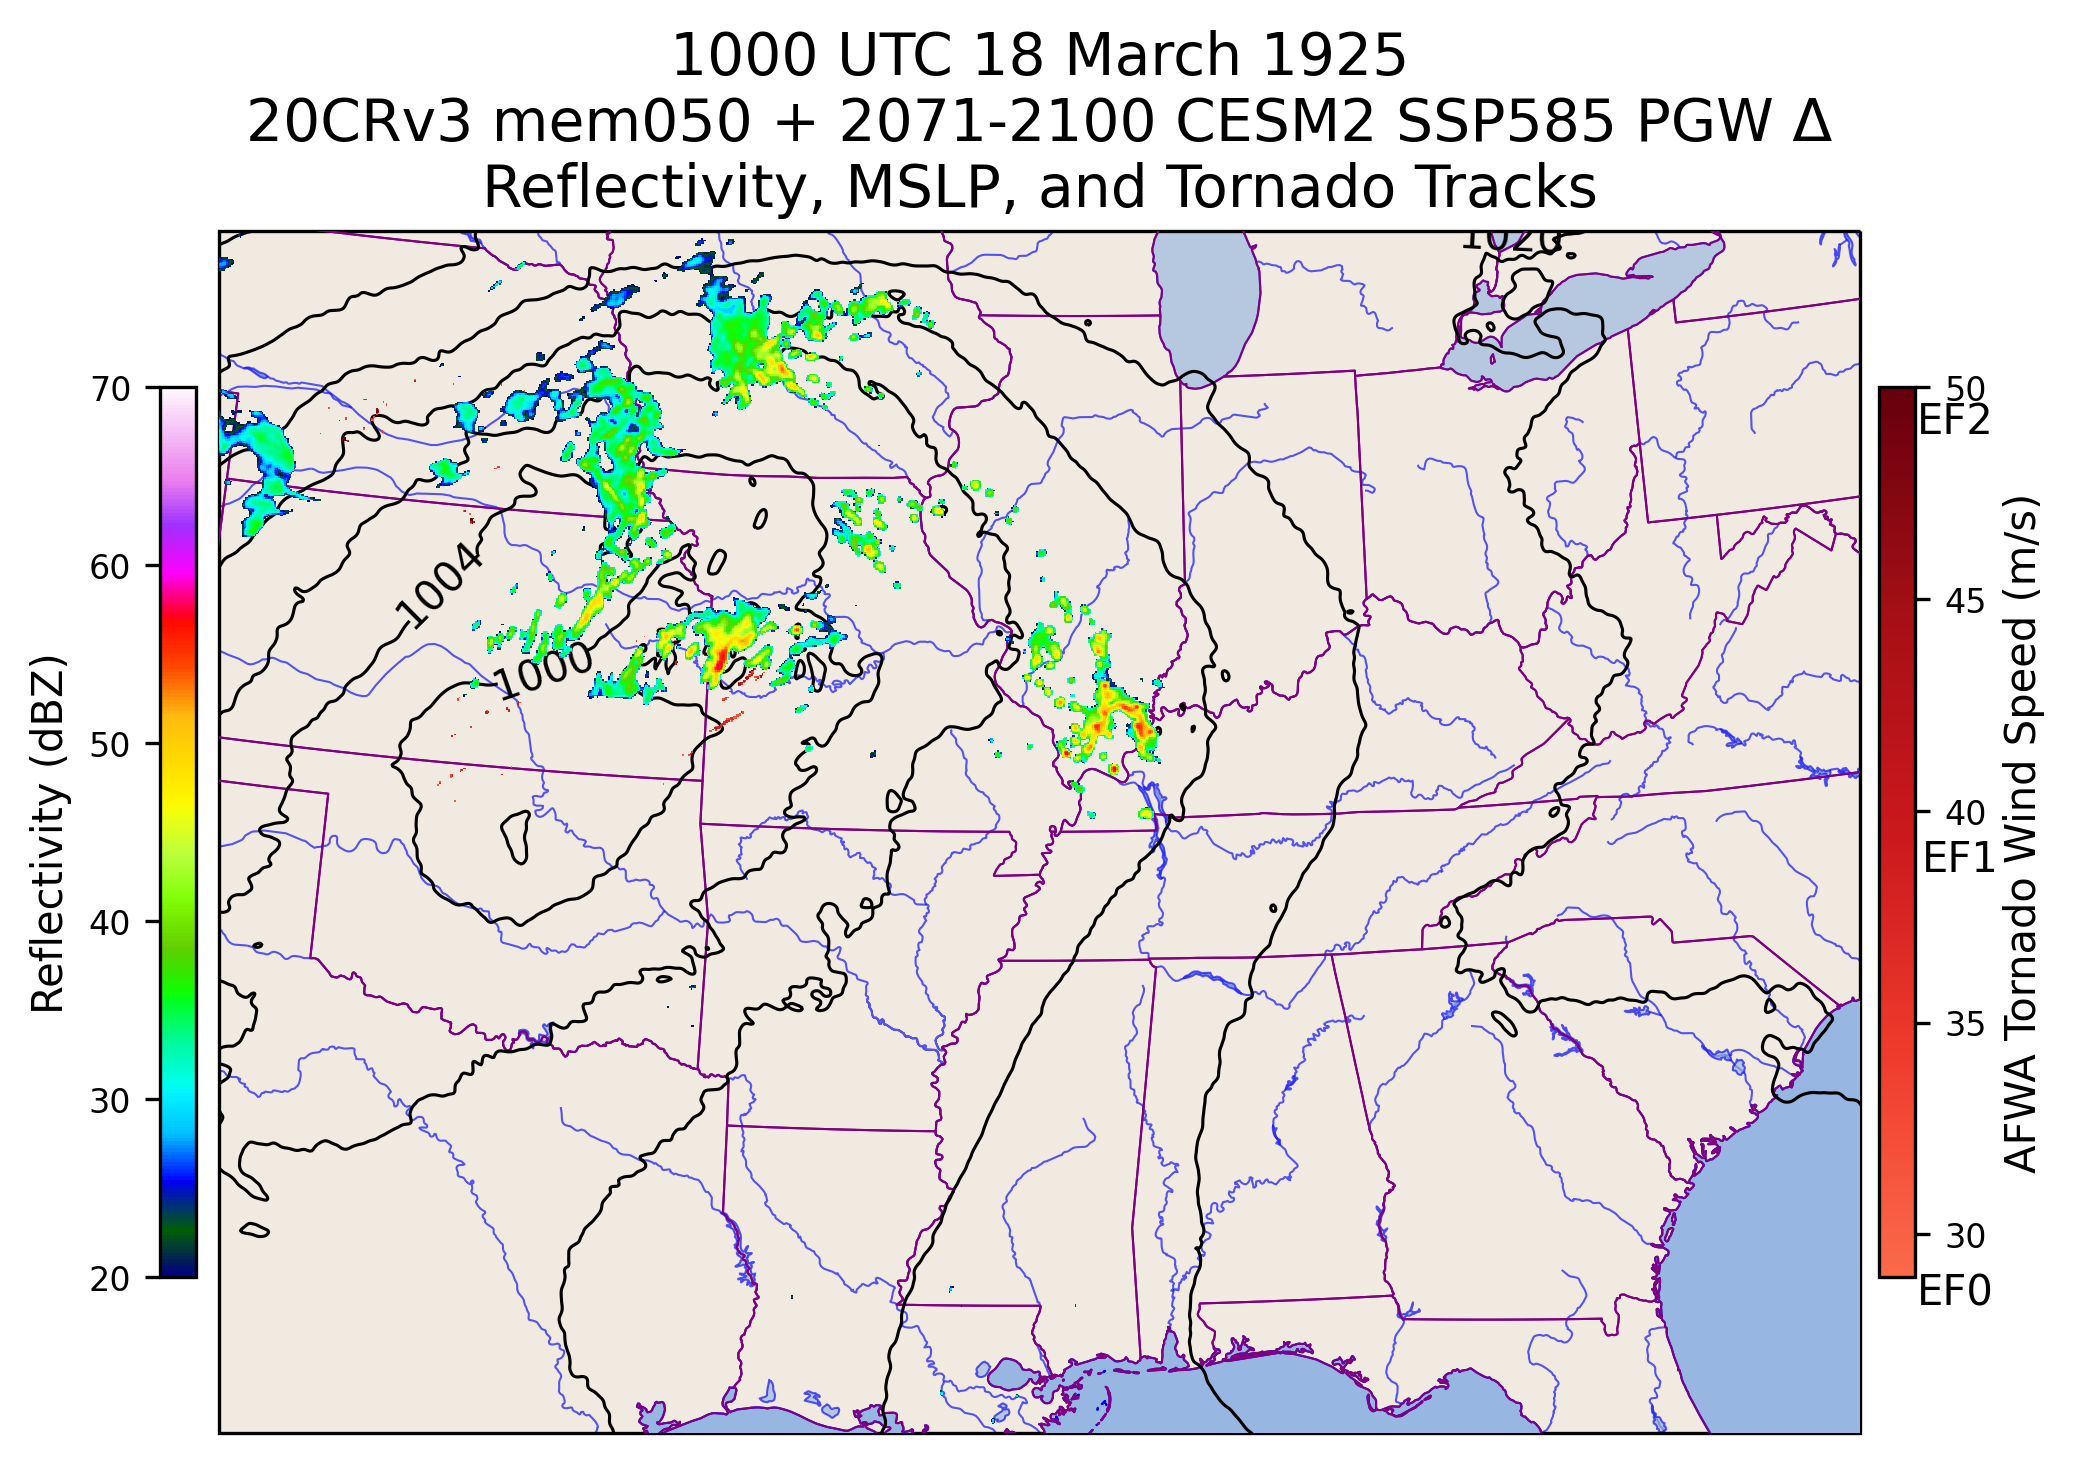 1000 UTC 18 March 1925
20CRv3 mem050 + 2071-2100 CESM2 SSP585 PGW Δ
Reflectivity, MSLP, and Tornado Tracks
70
60
50
40
30
20
Reflectivity (dBZ)
1004
1000
1020
50
EF2
45
40
EF1
35
30
EF0
AFWA Tornado Wind Speed (m/s)